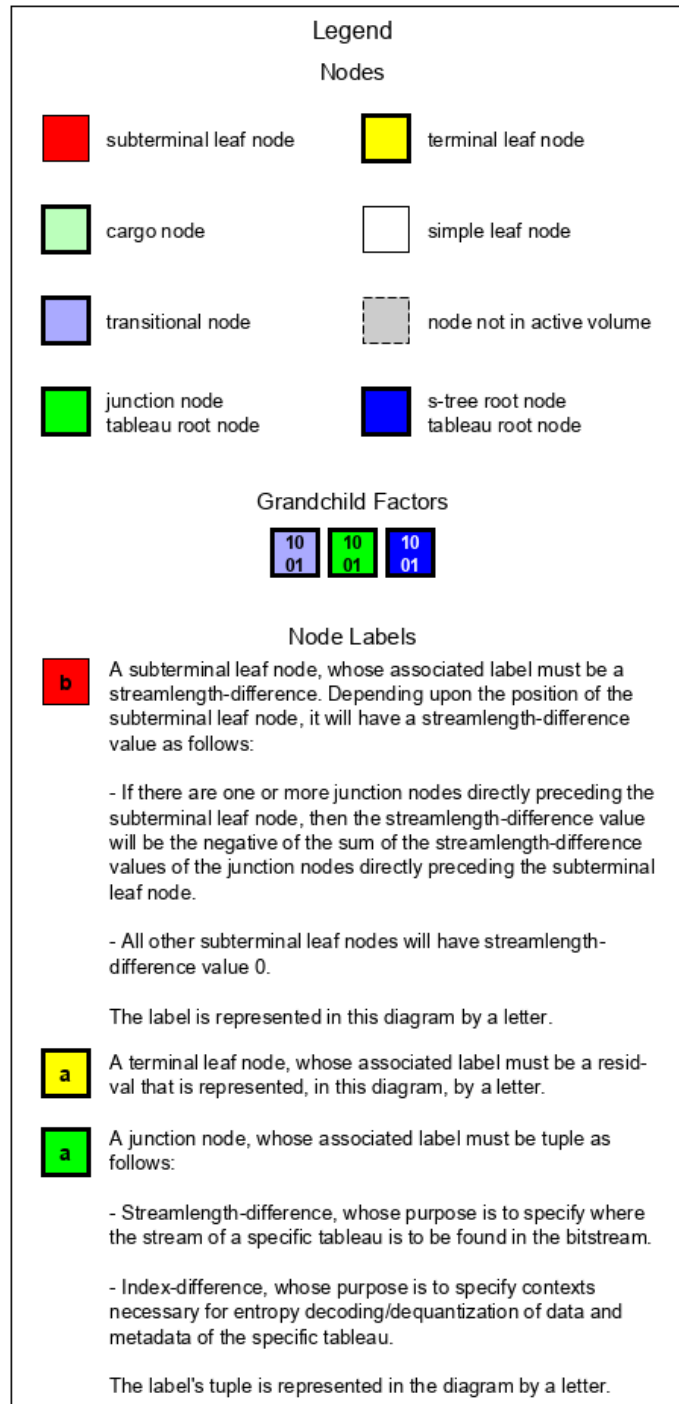 Legend
Nodes
subterminal leaf node
terminal leaf node
cargo node
simple leaf node
transitional node
node not in active volume
junction node
tableau root node
s-tree root node
tableau root node
Grandchild Factors
10 10 10
01 01 01
Node Labels
b
A subterminal leaf node, whose associated label must be a
streamlength-difference. Depending upon the position of the
subterminal leaf node, it will have a streamlength-difference
value as follows:
- If there are one or more junction nodes directly preceding the
subterminal leaf node, then the streamlength-difference value
will be the negative of the sum of the streamlength-difference
values of the junction nodes directly preceding the subterminal
leaf node.
- All other subterminal leaf nodes will have streamlength-
difference value 0.
The label is represented in this diagram by a letter.
a
A terminal leaf node, whose associated label must be a resid-
val that is represented, in this diagram, by a letter.
a
A junction node, whose associated label must be tuple as
follows:
- Streamlength-difference, whose purpose is to specify where
the stream of a specific tableau is to be found in the bitstream.
- Index-difference, whose purpose is to specify contexts
necessary for entropy decoding/dequantization of data and
metadata of the specific tableau.
The label's tuple is represented in the diagram by a letter.